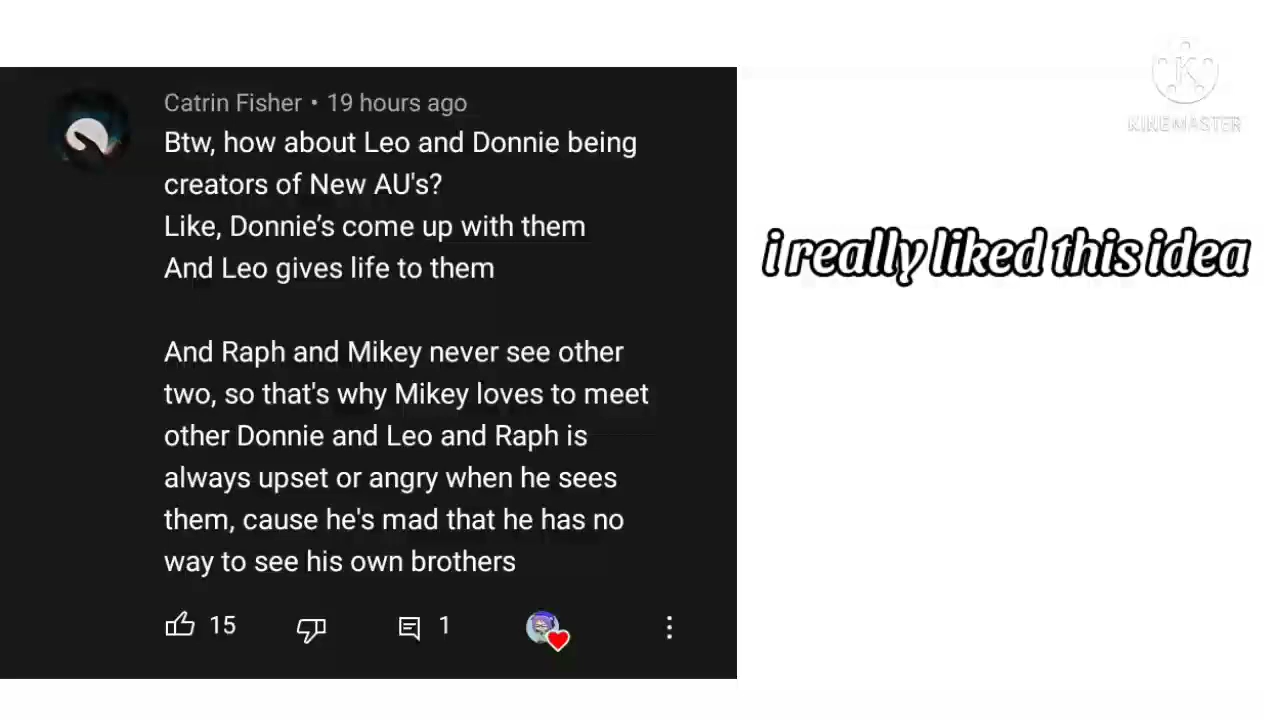 Catrin Fisher • 19 hours ago
Btw, how about Leo and Donnie being
creators of New AU's?
Like, Donnie’s come up with them
And Leo gives life to them
And Raph and Mikey never see other
two, so that's why Mikey loves to meet
other Donnie and Leo and Raph is
always upset or angry when he sees
them, cause he's mad that he has no
way to see his own brothers
15
1
K
KINEMASTER
i really liked this idea